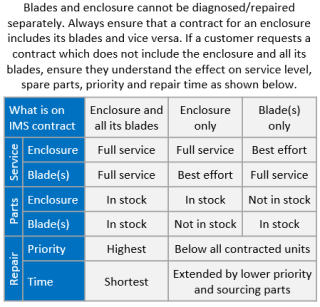 Blades and enclosure cannot be diagnosed/repaired
separately. Always ensure that a contract for an enclosure
includes its blades and vice versa. If a customer requests a
contract which does not include the enclosure and all its
blades, ensure they understand the effect on service level,
spare parts, priority and repair time as shown below.
What is on IMS contract | Enclosure and all its blades | Enclosure only | Blade(s) only
Service
Enclosure | Full service | Full service | Best effort
Blade(s) | Full service | Best effort | Full service
Parts
Enclosure | In stock | In stock | Not in stock
Blade(s) | In stock | Not in stock | In stock
Repair
Priority | Highest | Below all contracted units
Time | Shortest | Extended by lower priority and sourcing parts